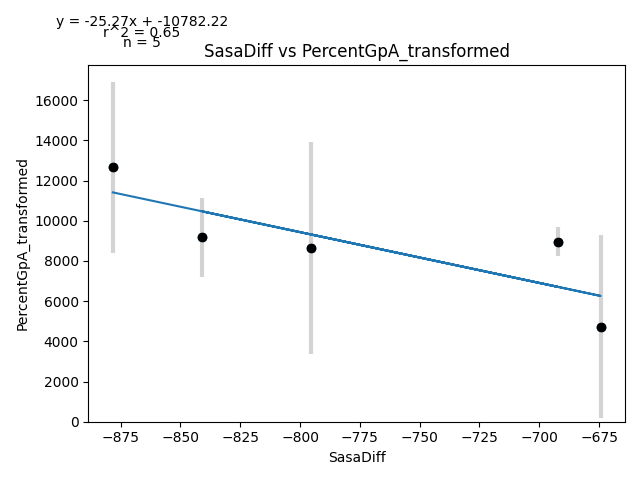 y = -25.27x + -10782.22
r^2 = 0.65
n = 5
SasaDiff vs PercentGpA_transformed
PercentGpA_transformed
16000
14000
12000
10000
8000
6000
4000
2000
0
−875 −850 −825 −800 −775 −750 −725 −700 −675
SasaDiff